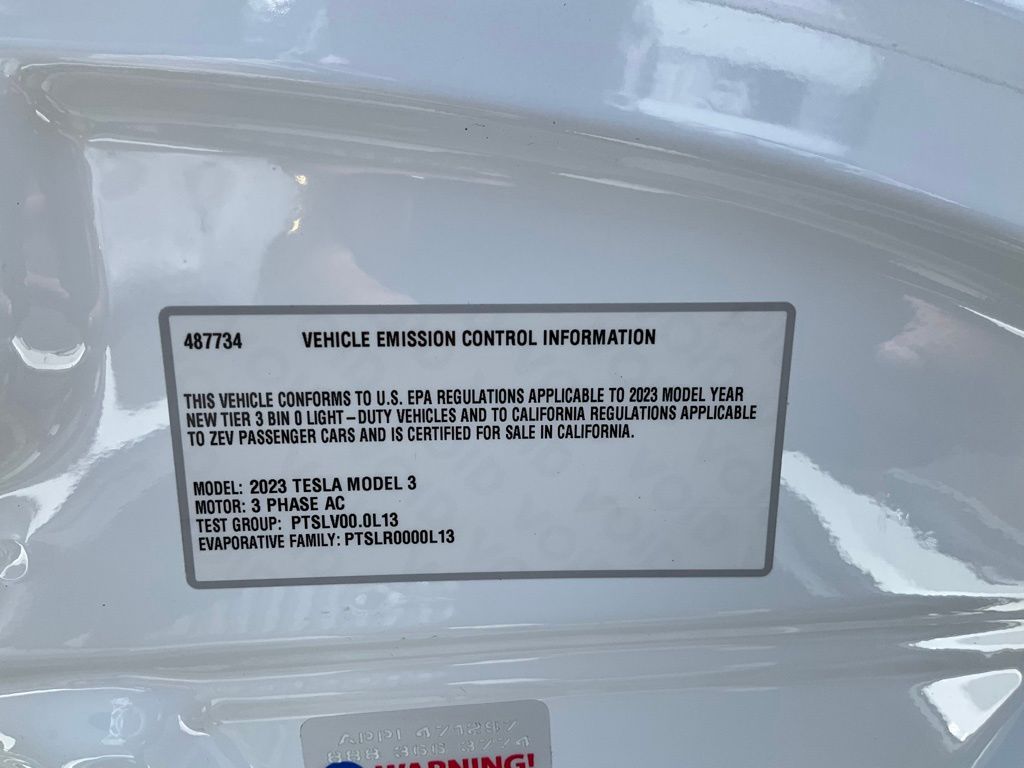 487734 VEHICLE EMISSION CONTROL INFORMATION
THIS VEHICLE CONFORMS TO U.S. EPA REGULATIONS APPLICABLE TO 2023 MODEL YEAR
NEW TIER 3 BIN 0 LIGHT-DUTY VEHICLES AND TO CALIFORNIA REGULATIONS APPLICABLE
TO ZEV PASSENGER CARS AND IS CERTIFIED FOR SALE IN CALIFORNIA.
MODEL: 2023 TESLA MODEL 3
MOTOR: 3 PHASE AC
TEST GROUP: PTSLV00.0L13
EVAPORATIVE FAMILY: PTSLR0000L13
WARNING!